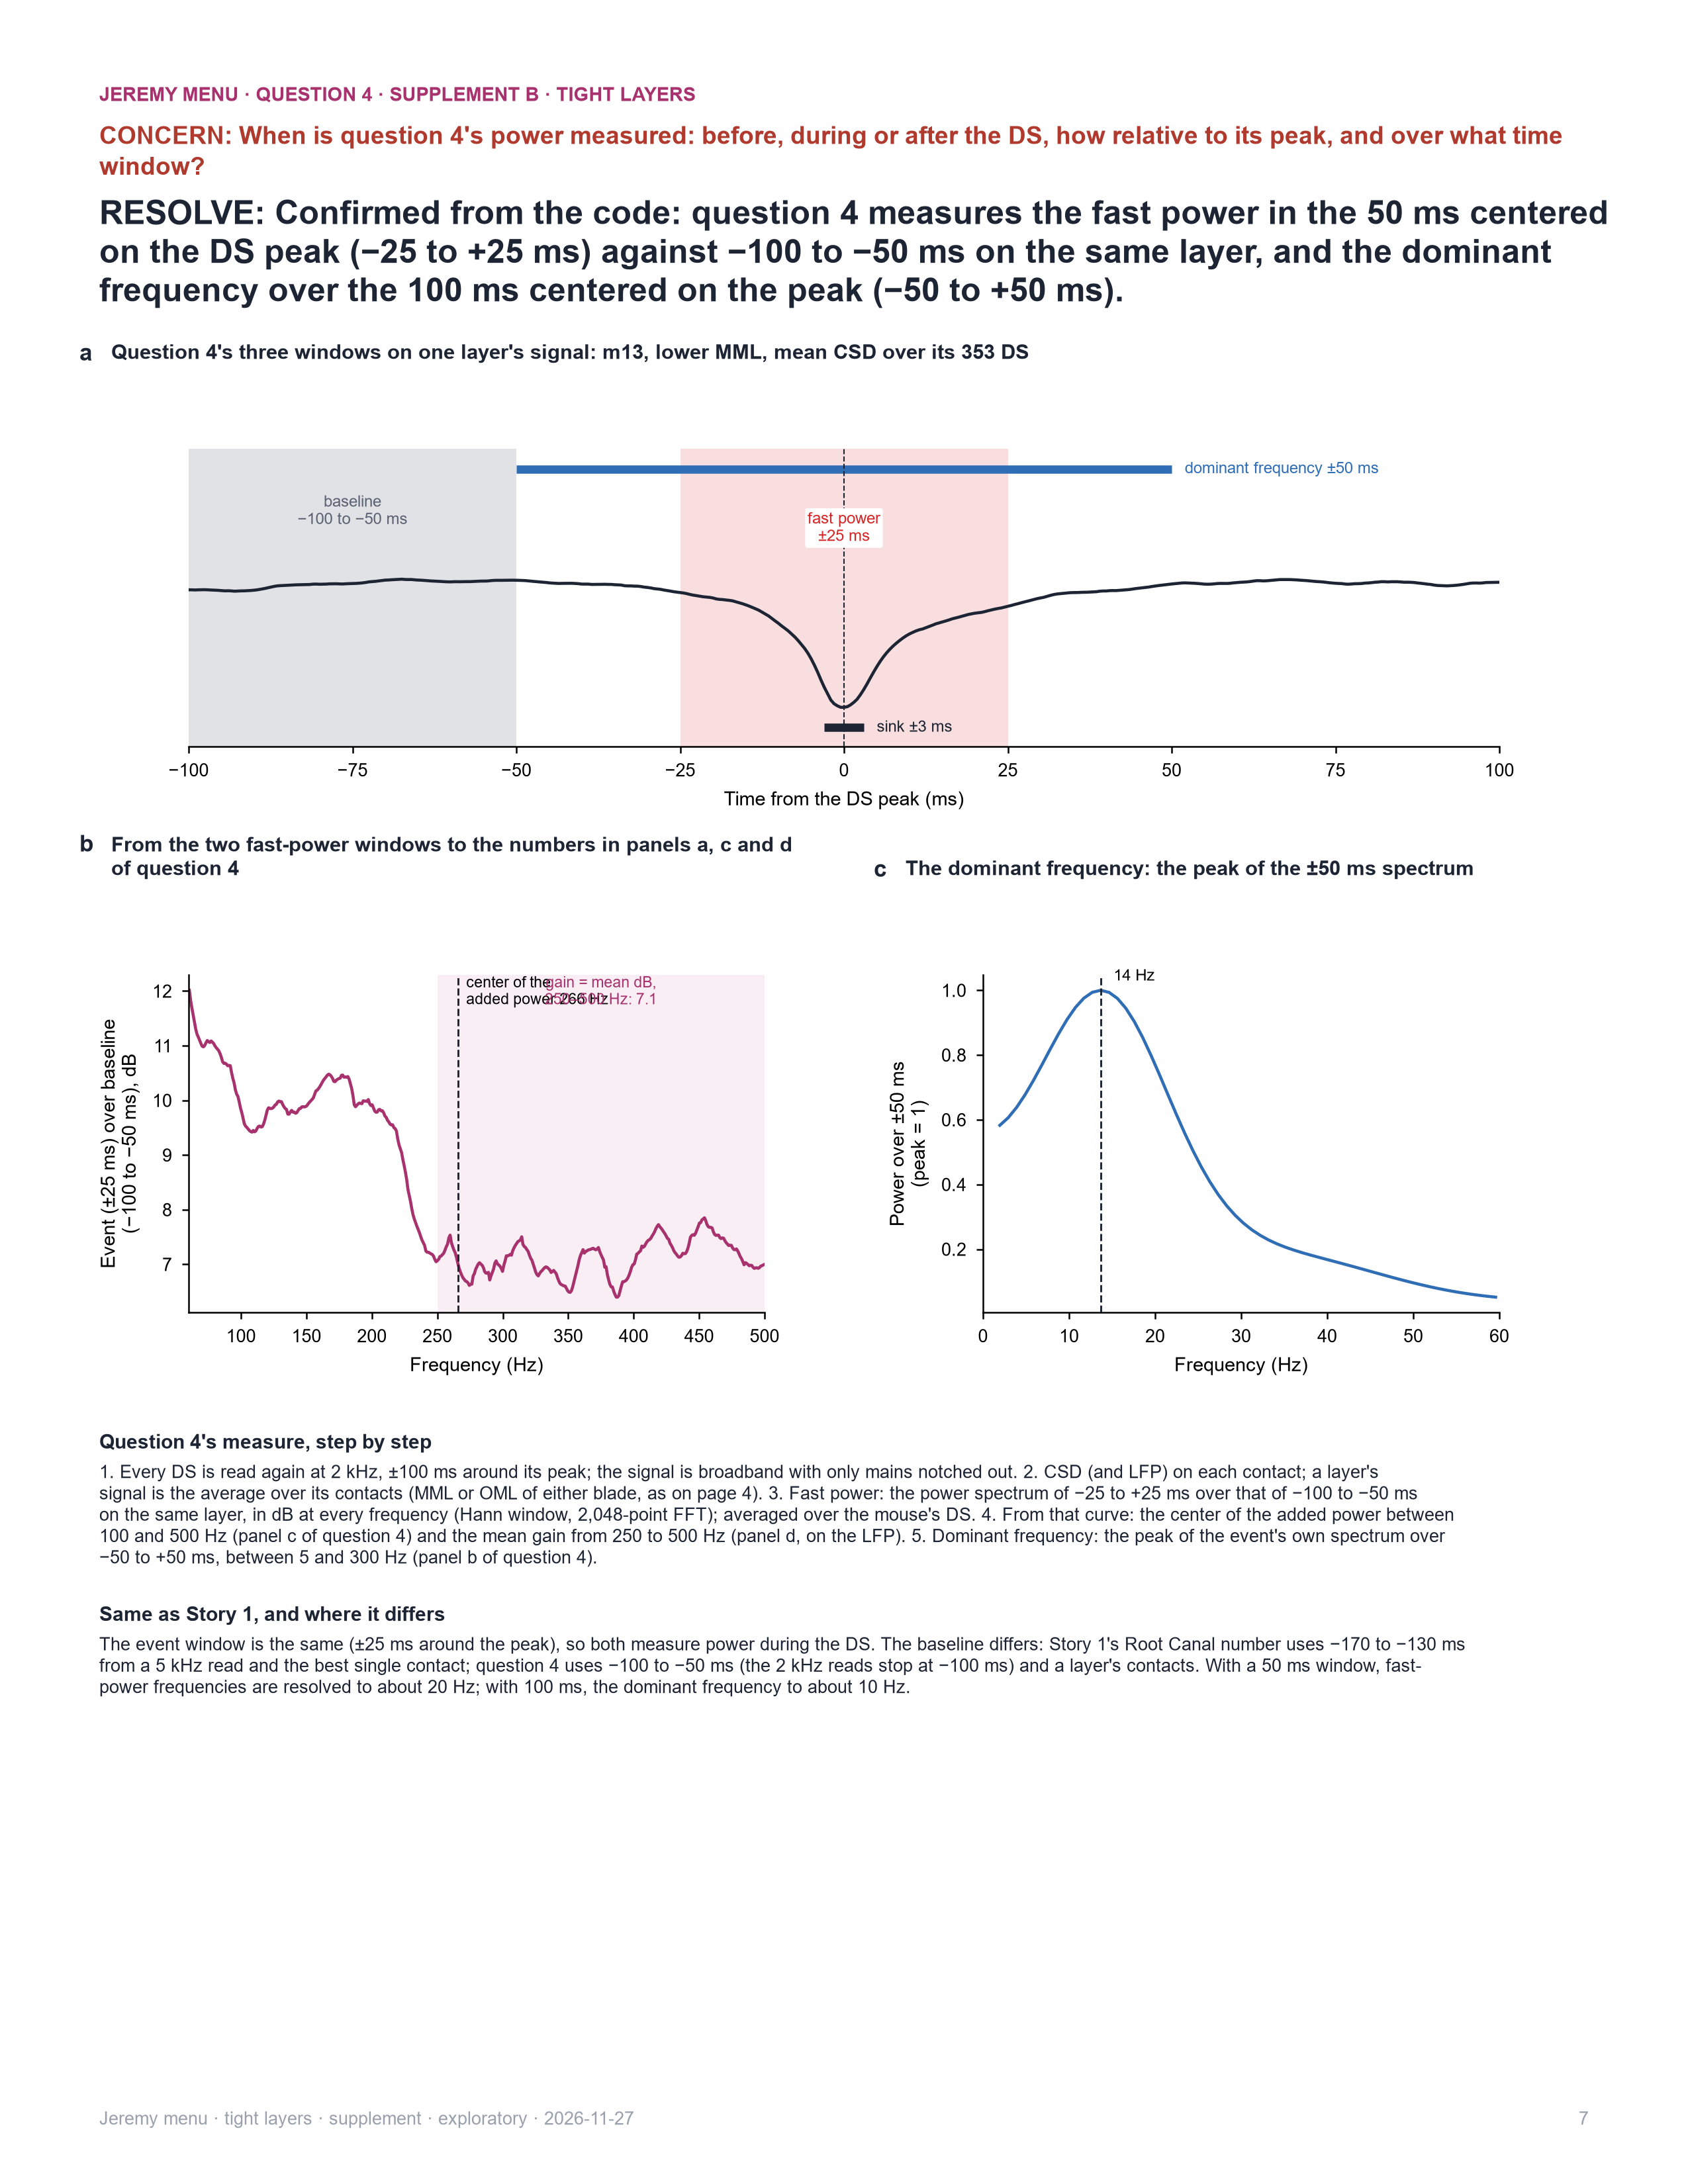 JEREMY MENU · QUESTION 4 · SUPPLEMENT B · TIGHT LAYERS
CONCERN: When is question 4's power measured: before, during or after the DS, how relative to its peak, and over what time
window?
RESOLVE: Confirmed from the code: question 4 measures the fast power in the 50 ms centered
on the DS peak (−25 to +25 ms) against −100 to −50 ms on the same layer, and the dominant
frequency over the 100 ms centered on the peak (−50 to +50 ms).
a Question 4's three windows on one layer's signal: m13, lower MML, mean CSD over its 353 DS
dominant frequency ±50 ms
baseline
−100 to −50 ms
fast power
±25 ms
sink ±3 ms
−100 −75 −50 −25 0 25 50 75 100
Time from the DS peak (ms)
b From the two fast-power windows to the numbers in panels a, c and d
of question 4
Event (±25 ms) over baseline
(−100 to −50 ms), dB
12
11
10
9
8
7
center of the
added power 266 Hz
gain = mean dB,
250–500 Hz: 7.1
100 150 200 250 300 350 400 450 500
Frequency (Hz)
c The dominant frequency: the peak of the ±50 ms spectrum
Power over ±50 ms
(peak = 1)
1.0
0.8
0.6
0.4
0.2
14 Hz
0 10 20 30 40 50 60
Frequency (Hz)
Question 4's measure, step by step
1. Every DS is read again at 2 kHz, ±100 ms around its peak; the signal is broadband with only mains notched out. 2. CSD (and LFP) on each contact; a layer's
signal is the average over its contacts (MML or OML of either blade, as on page 4). 3. Fast power: the power spectrum of −25 to +25 ms over that of −100 to −50 ms
on the same layer, in dB at every frequency (Hann window, 2,048-point FFT); averaged over the mouse's DS. 4. From that curve: the center of the added power between
100 and 500 Hz (panel c of question 4) and the mean gain from 250 to 500 Hz (panel d, on the LFP). 5. Dominant frequency: the peak of the event's own spectrum over
−50 to +50 ms, between 5 and 300 Hz (panel b of question 4).
Same as Story 1, and where it differs
The event window is the same (±25 ms around the peak), so both measure power during the DS. The baseline differs: Story 1's Root Canal number uses −170 to −130 ms
from a 5 kHz read and the best single contact; question 4 uses −100 to −50 ms (the 2 kHz reads stop at −100 ms) and a layer's contacts. With a 50 ms window, fast-
power frequencies are resolved to about 20 Hz; with 100 ms, the dominant frequency to about 10 Hz.
Jeremy menu · tight layers · supplement · exploratory · 2026-11-27
7